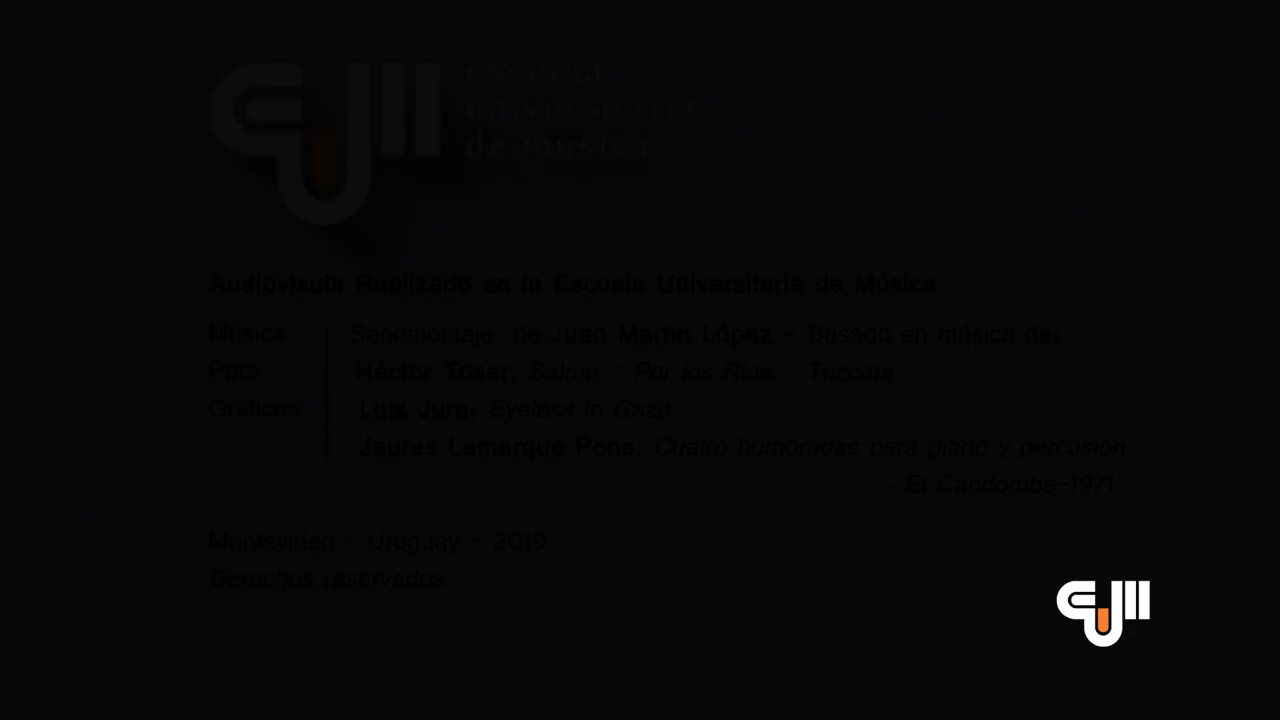 escuela
universitaria
de música
Audiovisula Realizado en la Escuela Universitaria de Música
Música Para Gráficos
Sonomontaje de Juan Martín López - Basado en música de:
Héctor Tosar: Salmo / Por los Ríos / Toccata
Luis Jure: Eyeless in Gaza
Jaures Lamarque Pons: Cuatro humoradas para piano y percusión
/El Candombe-1971
Montevideo - Uruguay - 2019
Derechos reservados